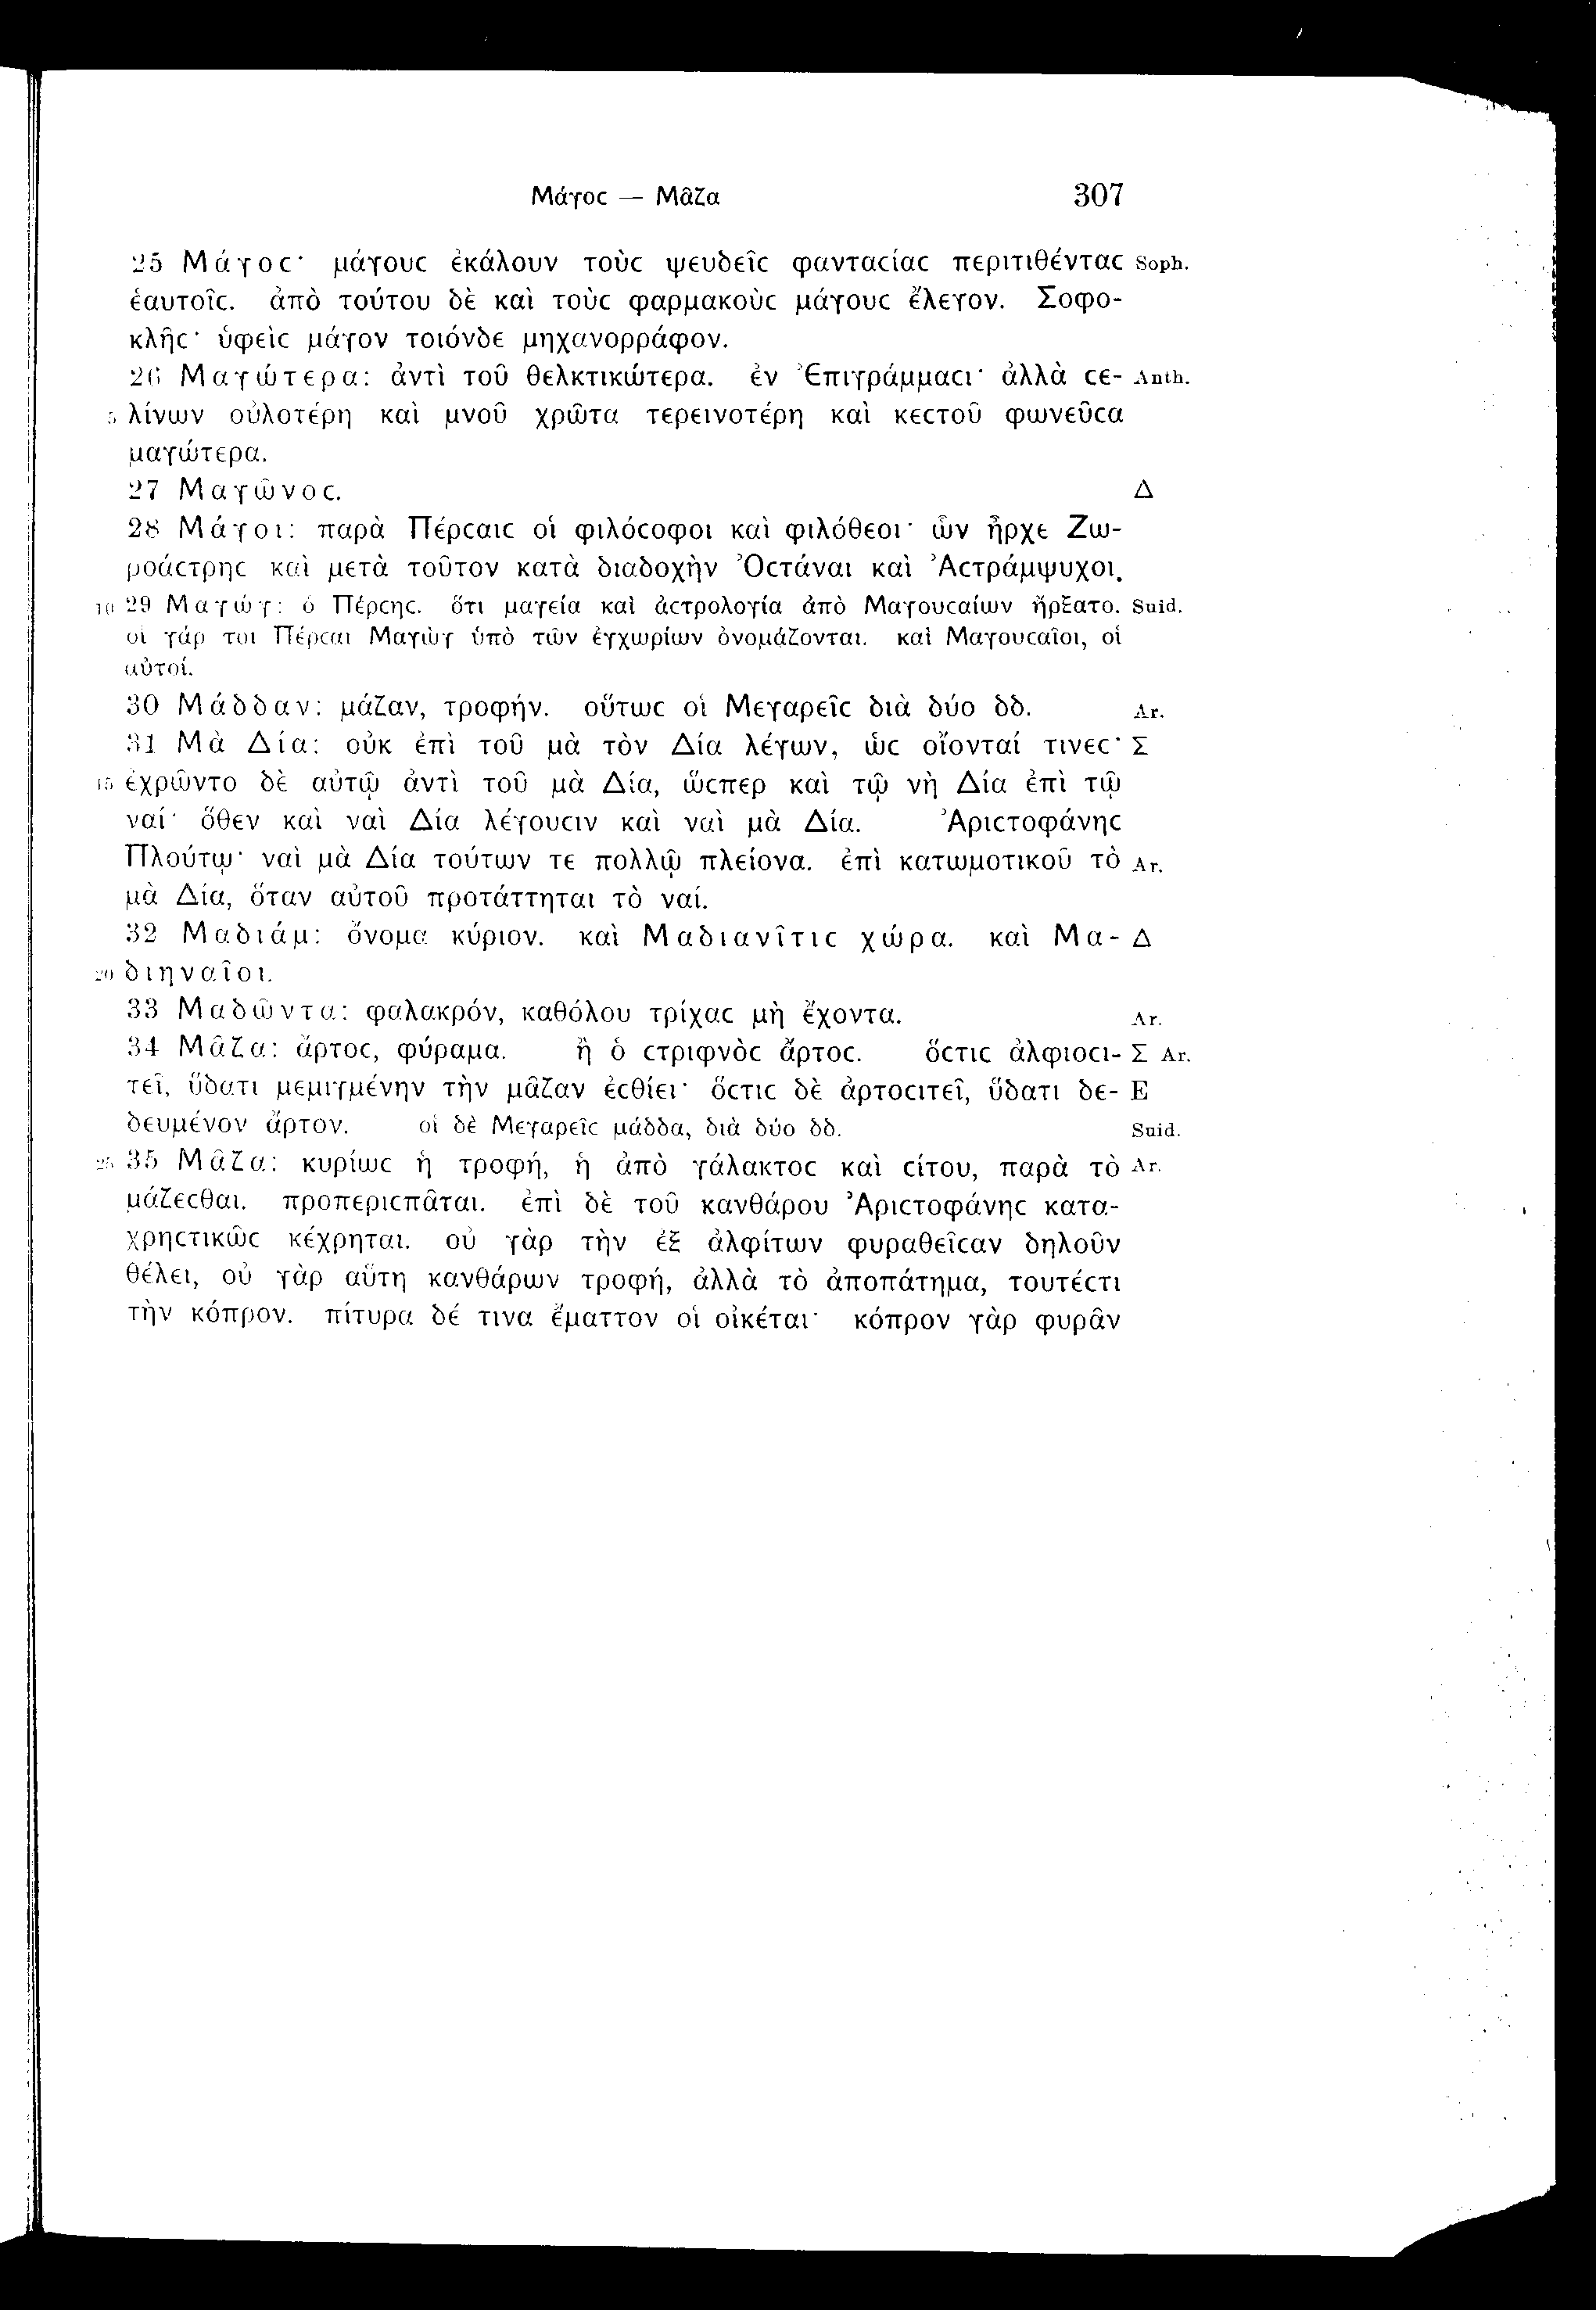 Μάγοϲ — Μᾶζα 307
25 Μάγοϲ· μάγουϲ ἐκάλουν τοὺϲ ψευδεῖϲ φανταϲίαϲ περιτιθένταϲ Soph.
ἑαυτοῖϲ. ἀπὸ τούτου δὲ καὶ τοὺϲ φαρμακοὺϲ μάγουϲ ἔλεγον. Σοφο-
κλῆϲ· ὑφεὶϲ μάγον τοιόνδε μηχανορράφον.
26 Μαγώτερα: ἀντὶ τοῦ θελκτικώτερα. ἐν Ἐπιγράμμαϲι· ἀλλὰ ϲε- Anth.
5 λίνων οὐλοτέρη καὶ μνοῦ χρῶτα τερεινοτέρη καὶ κεϲτοῦ φωνεῦϲα
μαγώτερα.
27 Μαγῶνοϲ. Δ
28 Μάγοι: παρὰ Πέρϲαιϲ οἱ φιλόϲοφοι καὶ φιλόθεοι· ὧν ἦρχε Ζω-
ροάϲτρηϲ καὶ μετὰ τοῦτον κατὰ διαδοχὴν Ὀϲτάναι καὶ Ἀϲτράμψυχοι.
10 29 Μαγώγ: ὁ Πέρϲηϲ. ὅτι μαγεία καὶ ἀϲτρολογία ἀπὸ Μαγουϲαίων ἤρξατο. Suid.
οἱ γάρ τοι Πέρϲαι Μαγὼγ ὑπὸ τῶν ἐγχωρίων ὀνομάζονται. καὶ Μαγουϲαῖοι, οἱ
αὐτοί.
30 Μάδδαν: μάζαν, τροφήν. οὕτωϲ οἱ Μεγαρεῖϲ διὰ δύο δδ. Ar.
31 Μὰ Δία: οὐκ ἐπὶ τοῦ μὰ τὸν Δία λέγων, ὡϲ οἴονταί τινεϲ· Σ
15 ἐχρῶντο δὲ αὐτῷ ἀντὶ τοῦ μὰ Δία, ὥϲπερ καὶ τῷ νὴ Δία ἐπὶ τῷ
ναί· ὅθεν καὶ ναὶ Δία λέγουϲιν καὶ ναὶ μὰ Δία. Ἀριϲτοφάνηϲ
Πλούτῳ· ναὶ μὰ Δία τούτων τε πολλῷ πλείονα. ἐπὶ κατωμοτικοῦ τὸ Ar.
μὰ Δία, ὅταν αὐτοῦ προτάττηται τὸ ναί.
32 Μαδιάμ: ὄνομα κύριον. καὶ Μαδιανῖτιϲ χώρα. καὶ Μα- Δ
20 διηναῖοι.
33 Μαδῶντα: φαλακρόν, καθόλου τρίχαϲ μὴ ἔχοντα. Ar.
34 Μᾶζα: ἄρτοϲ, φύραμα. ἢ ὁ ϲτριφνὸϲ ἄρτοϲ. ὅϲτιϲ ἀλφιοϲι- Σ Ar.
τεῖ, ὕδατι μεμιγμένην τὴν μᾶζαν ἐϲθίει· ὅϲτιϲ δὲ ἀρτοϲιτεῖ, ὕδατι δε- E
δευμένον ἄρτον. οἱ δὲ Μεγαρεῖϲ μάδδα, διὰ δύο δδ. Suid.
25 35 Μᾶζα: κυρίωϲ ἡ τροφή, ἡ ἀπὸ γάλακτοϲ καὶ ϲίτου, παρὰ τὸ Ar.
μάζεϲθαι. προπεριϲπᾶται. ἐπὶ δὲ τοῦ κανθάρου Ἀριϲτοφάνηϲ κατα-
χρηϲτικῶϲ κέχρηται. οὐ γὰρ τὴν ἐξ ἀλφίτων φυραθεῖϲαν δηλοῦν
θέλει, οὐ γὰρ αὕτη κανθάρων τροφή, ἀλλὰ τὸ ἀποπάτημα, τουτέϲτι
τὴν κόπρον. πίτυρα δέ τινα ἔματτον οἱ οἰκέται· κόπρον γὰρ φυρᾶν